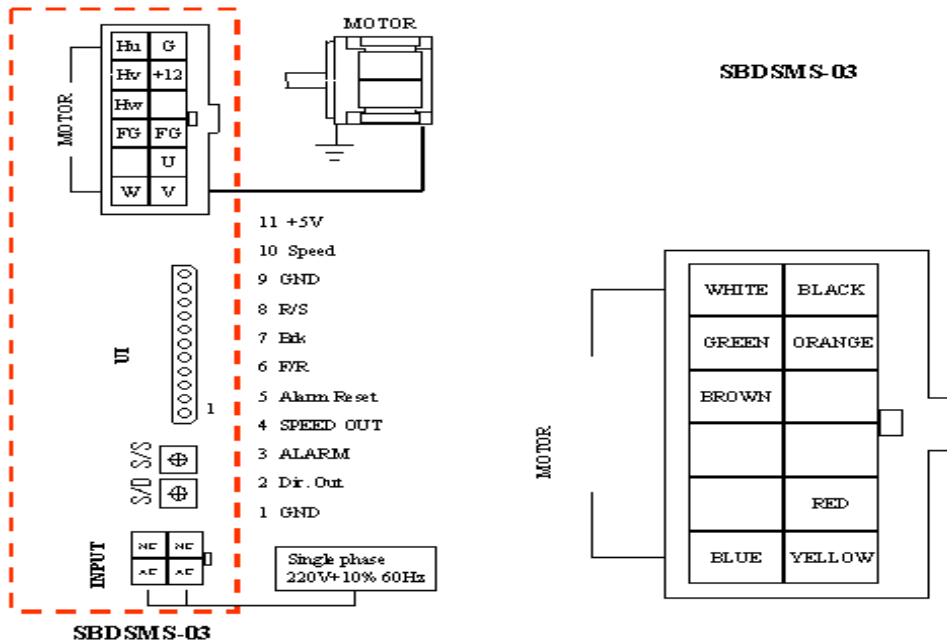 MOTOR
SBDSMS-03
Hu G
Hv +12
Hw
FG FG
U
W V
MOTOR
11 +5V
10 Speed
9 GND
8 R/S
7 Brk
6 F/R
5 Alarm Reset
4 SPEED OUT
3 ALARM
2 Dir. Out
1 GND
UI
1
S/S
S/D
INPUT
NC NC
AC AC
Single phase
220V+10% 60Hz
SBDSMS-03
WHITE BLACK
GREEN ORANGE
BROWN
RED
BLUE YELLOW
MOTOR